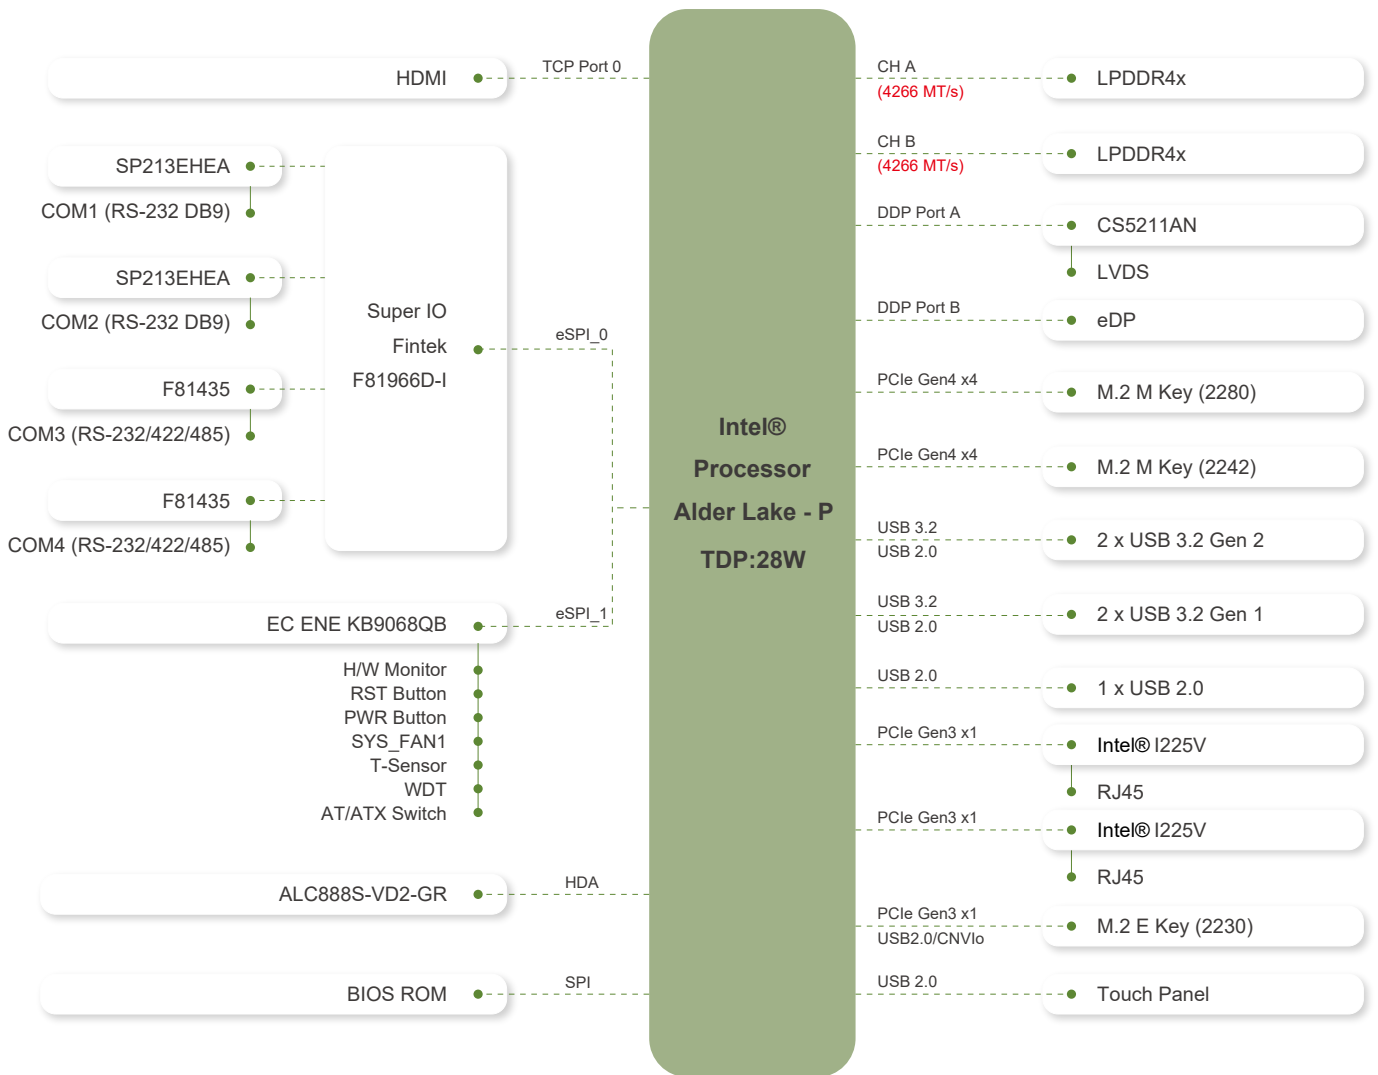 HDMI
TCP Port 0
SP213EHEA
COM1 (RS-232 DB9)
SP213EHEA
COM2 (RS-232 DB9)
F81435
COM3 (RS-232/422/485)
F81435
COM4 (RS-232/422/485)
Super IO
Fintek
F81966D-I
eSPI_0
eSPI_1
EC ENE KB9068QB
H/W Monitor
RST Button
PWR Button
SYS_FAN1
T-Sensor
WDT
AT/ATX Switch
ALC888S-VD2-GR
HDA
BIOS ROM
SPI
Intel®
Processor
Alder Lake - P
TDP:28W
CH A
(4266 MT/s)
LPDDR4x
CH B
(4266 MT/s)
LPDDR4x
DDP Port A
CS5211AN
LVDS
DDP Port B
eDP
PCIe Gen4 x4
M.2 M Key (2280)
PCIe Gen4 x4
M.2 M Key (2242)
USB 3.2
USB 2.0
2 x USB 3.2 Gen 2
USB 3.2
USB 2.0
2 x USB 3.2 Gen 1
USB 2.0
1 x USB 2.0
PCIe Gen3 x1
Intel® I225V
RJ45
PCIe Gen3 x1
Intel® I225V
RJ45
PCIe Gen3 x1
USB2.0/CNVIo
M.2 E Key (2230)
USB 2.0
Touch Panel